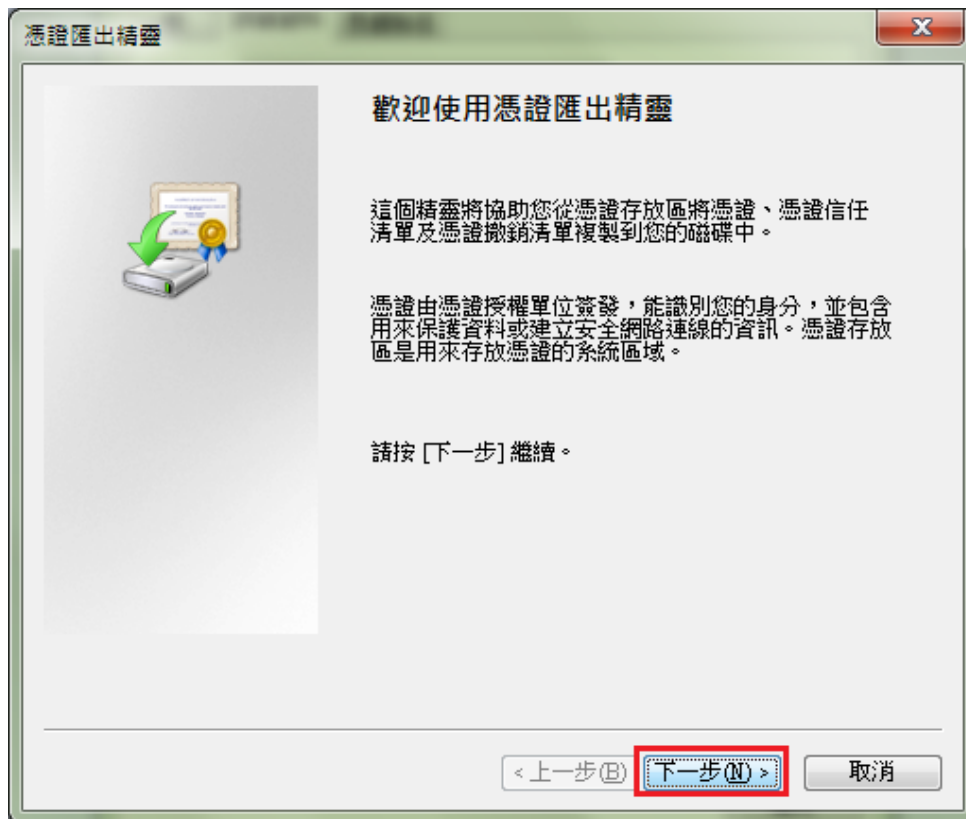 憑證匯出精靈
歡迎使用憑證匯出精靈
這個精靈將協助您從憑證存放區將憑證、憑證信任
清單及憑證撤銷清單複製到您的磁碟中。
憑證由憑證授權單位簽發，能識別您的身分，並包含
用來保護資料或建立安全網路連線的資訊。憑證存放
區是用來存放憑證的系統區域。
請按 [下一步] 繼續。
< 上一步(B)
下一步(N) >
取消